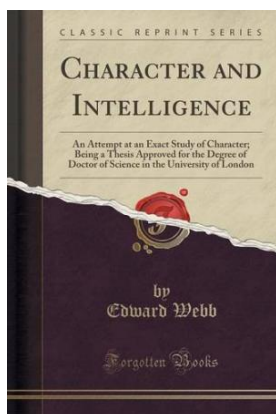 CLASSIC REPRINT SERIES
CHARACTER AND
INTELLIGENCE
An Attempt at an Exact Study of Character;
Being a Thesis Approved for the Degree of
Doctor of Science in the University of London
by
Edward Webb
Forgotten Books